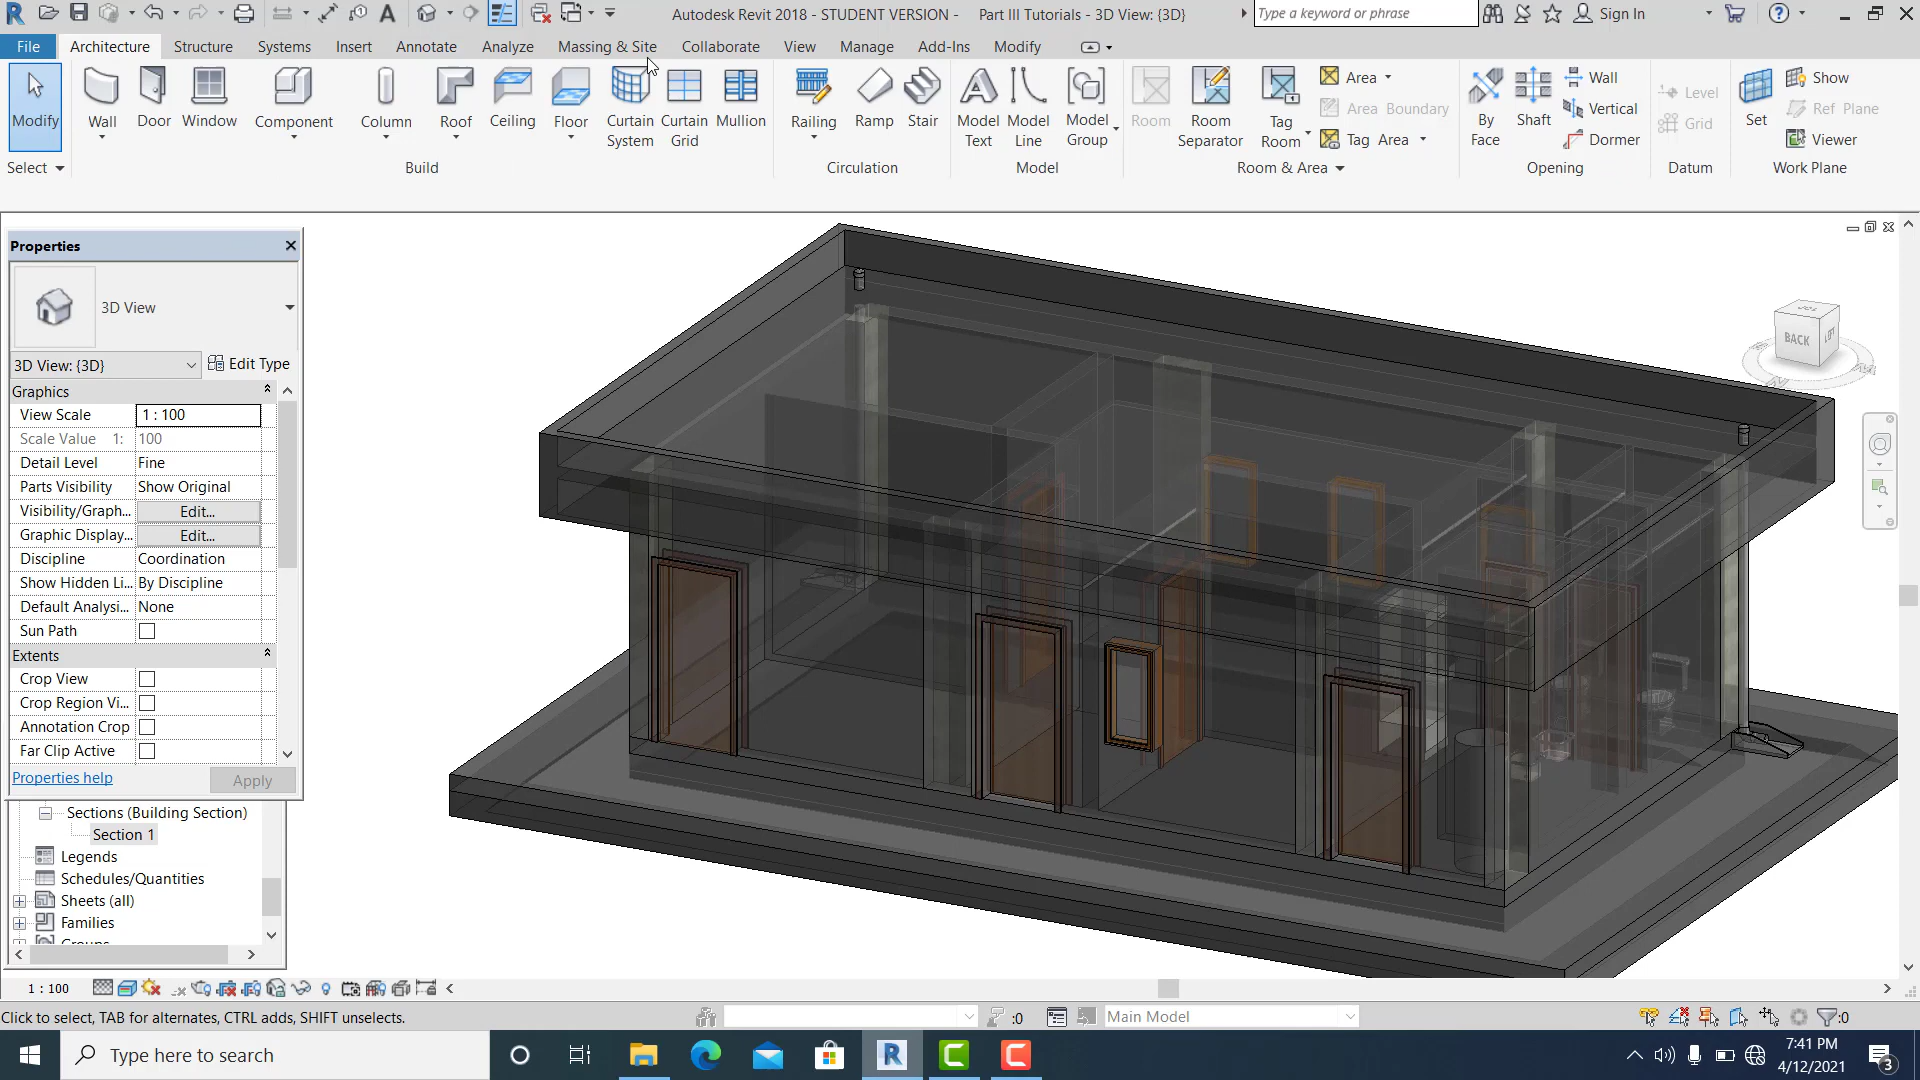 Autodesk Revit 2018 - STUDENT VERSION - Part III Tutorials - 3D View: {3D}
Type a keyword or phrase
Sign In
File Architecture Structure Systems Insert Annotate Analyze Massing & Site Collaborate View Manage Add-Ins Modify
Modify
Wall
Door
Window
Component
Column
Roof
Ceiling
Floor
Curtain System
Curtain Grid
Mullion
Railing
Ramp
Stair
Model Text
Model Line
Model Group
Room
Room Separator
Tag Room
Area
Area Boundary
Tag Area
By Face
Shaft
Wall
Vertical
Dormer
Level
Grid
Set
Show
Ref Plane
Viewer
Select
Build
Circulation
Model
Room & Area
Opening
Datum
Work Plane
Properties
3D View
3D View: {3D}
Edit Type
Graphics
View Scale 1 : 100
Scale Value 1: 100
Detail Level Fine
Parts Visibility Show Original
Visibility/Graph... Edit...
Graphic Display... Edit...
Discipline Coordination
Show Hidden Li... By Discipline
Default Analysi... None
Sun Path
Extents
Crop View
Crop Region Vi...
Annotation Crop
Far Clip Active
Properties help
Apply
Sections (Building Section)
Section 1
Legends
Schedules/Quantities
Sheets (all)
Families
Groups
BACK
LEFT
TOP
1 : 100
Click to select, TAB for alternates, CTRL adds, SHIFT unselects.
:0
Main Model
:0
Type here to search
7:41 PM
4/12/2021
3